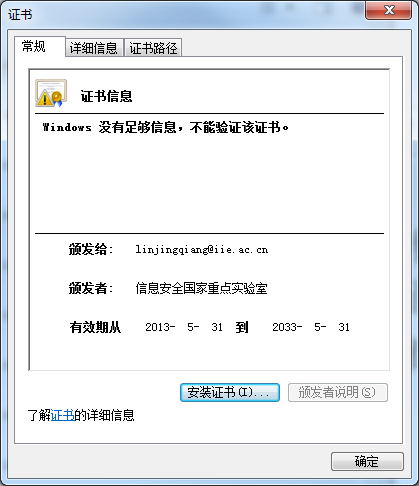 证书
常规 详细信息 证书路径
证书信息
Windows 没有足够信息，不能验证该证书。
颁发给： linjingqiang@iie.ac.cn
颁发者： 信息安全国家重点实验室
有效期从 2013- 5- 31 到 2033- 5- 31
安装证书(I)... 颁发者说明(S)
了解证书的详细信息
确定